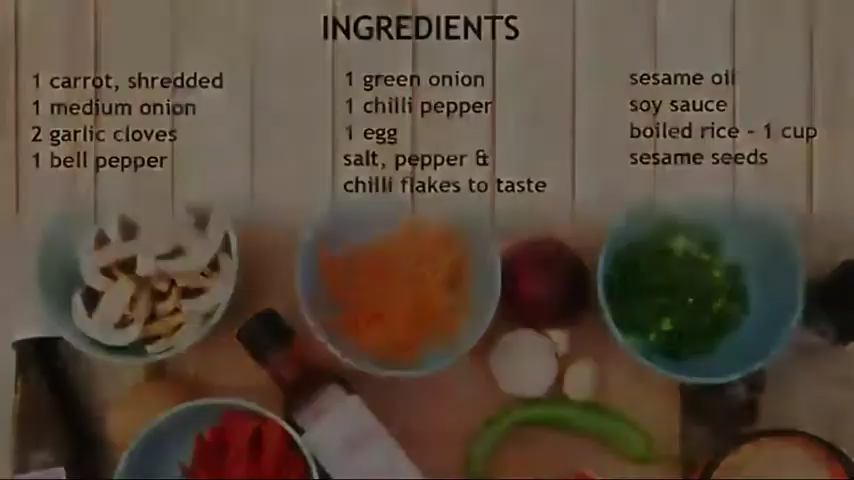 INGREDIENTS
1 carrot, shredded
1 medium onion
2 garlic cloves
1 bell pepper
1 green onion
1 chilli pepper
1 egg
salt, pepper &
chilli flakes to taste
sesame oil
soy sauce
boiled rice - 1 cup
sesame seeds